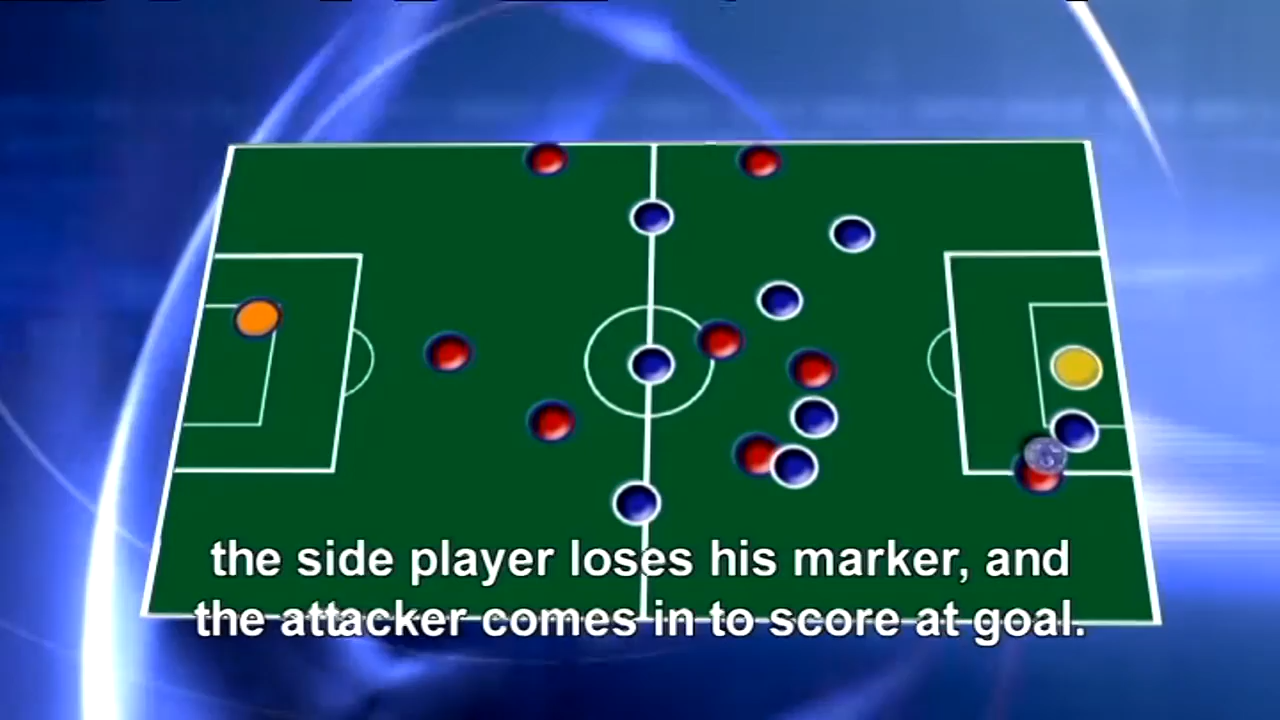 the side player loses his marker, and
the attacker comes in to score at goal.